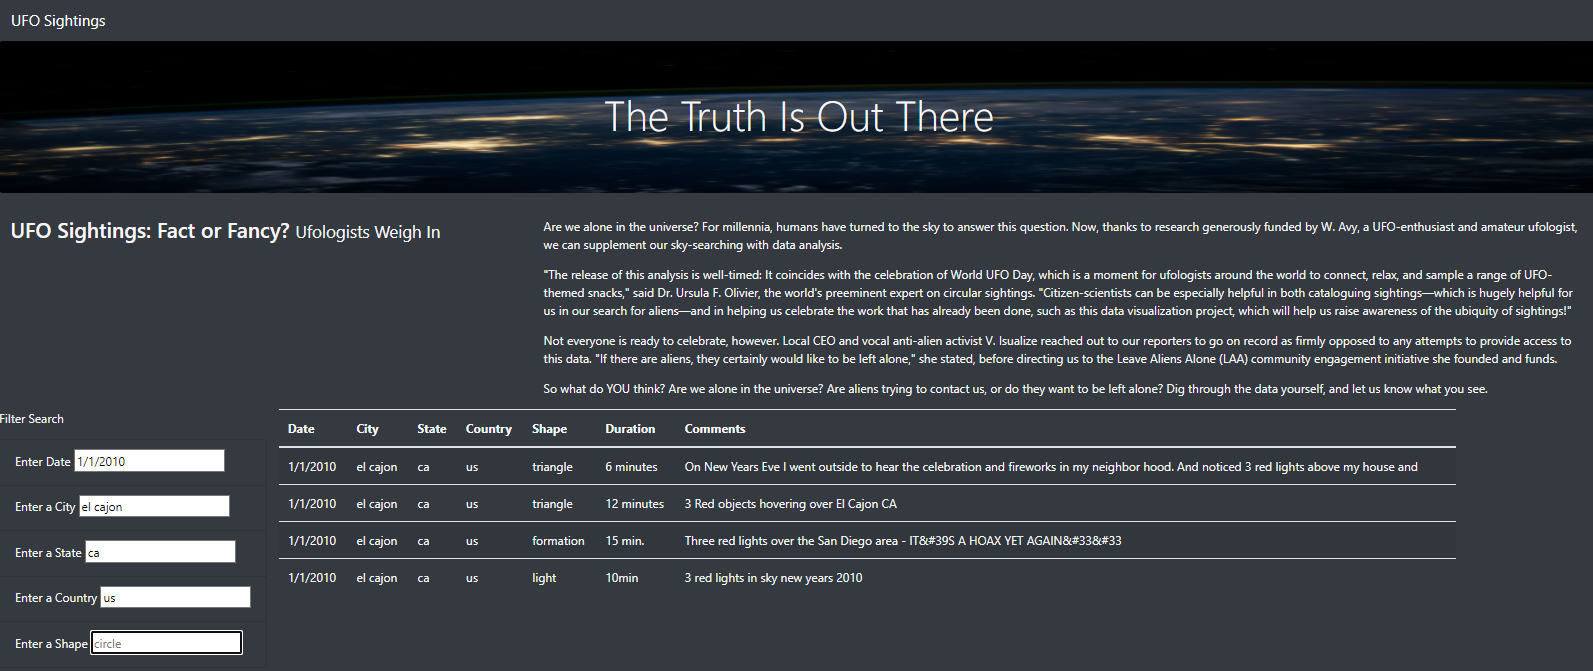 UFO Sightings
The Truth Is Out There
UFO Sightings: Fact or Fancy? Ufologists Weigh In
Are we alone in the universe? For millennia, humans have turned to the sky to answer this question. Now, thanks to research generously funded by W. Avy, a UFO-enthusiast and amateur ufologist,
we can supplement our sky-searching with data analysis.
"The release of this analysis is well-timed: It coincides with the celebration of World UFO Day, which is a moment for ufologists around the world to connect, relax, and sample a range of UFO-
themed snacks," said Dr. Ursula F. Olivier, the world's preeminent expert on circular sightings. "Citizen-scientists can be especially helpful in both cataloguing sightings—which is hugely helpful for
us in our search for aliens—and in helping us celebrate the work that has already been done, such as this data visualization project, which will help us raise awareness of the ubiquity of sightings!"
Not everyone is ready to celebrate, however. Local CEO and vocal anti-alien activist V. Isualize reached out to our reporters to go on record as firmly opposed to any attempts to provide access to
this data. "If there are aliens, they certainly would like to be left alone," she stated, before directing us to the Leave Aliens Alone (LAA) community engagement initiative she founded and funds.
So what do YOU think? Are we alone in the universe? Are aliens trying to contact us, or do they want to be left alone? Dig through the data yourself, and let us know what you see.
Filter Search
Enter Date 1/1/2010
Enter a City el cajon
Enter a State ca
Enter a Country us
Enter a Shape circle
Date City State Country Shape Duration Comments
1/1/2010 el cajon ca us triangle 6 minutes On New Years Eve I went outside to hear the celebration and fireworks in my neighbor hood. And noticed 3 red lights above my house and
1/1/2010 el cajon ca us triangle 12 minutes 3 Red objects hovering over El Cajon CA
1/1/2010 el cajon ca us formation 15 min. Three red lights over the San Diego area - IT&#39S A HOAX YET AGAIN&#33&#33
1/1/2010 el cajon ca us light 10min 3 red lights in sky new years 2010